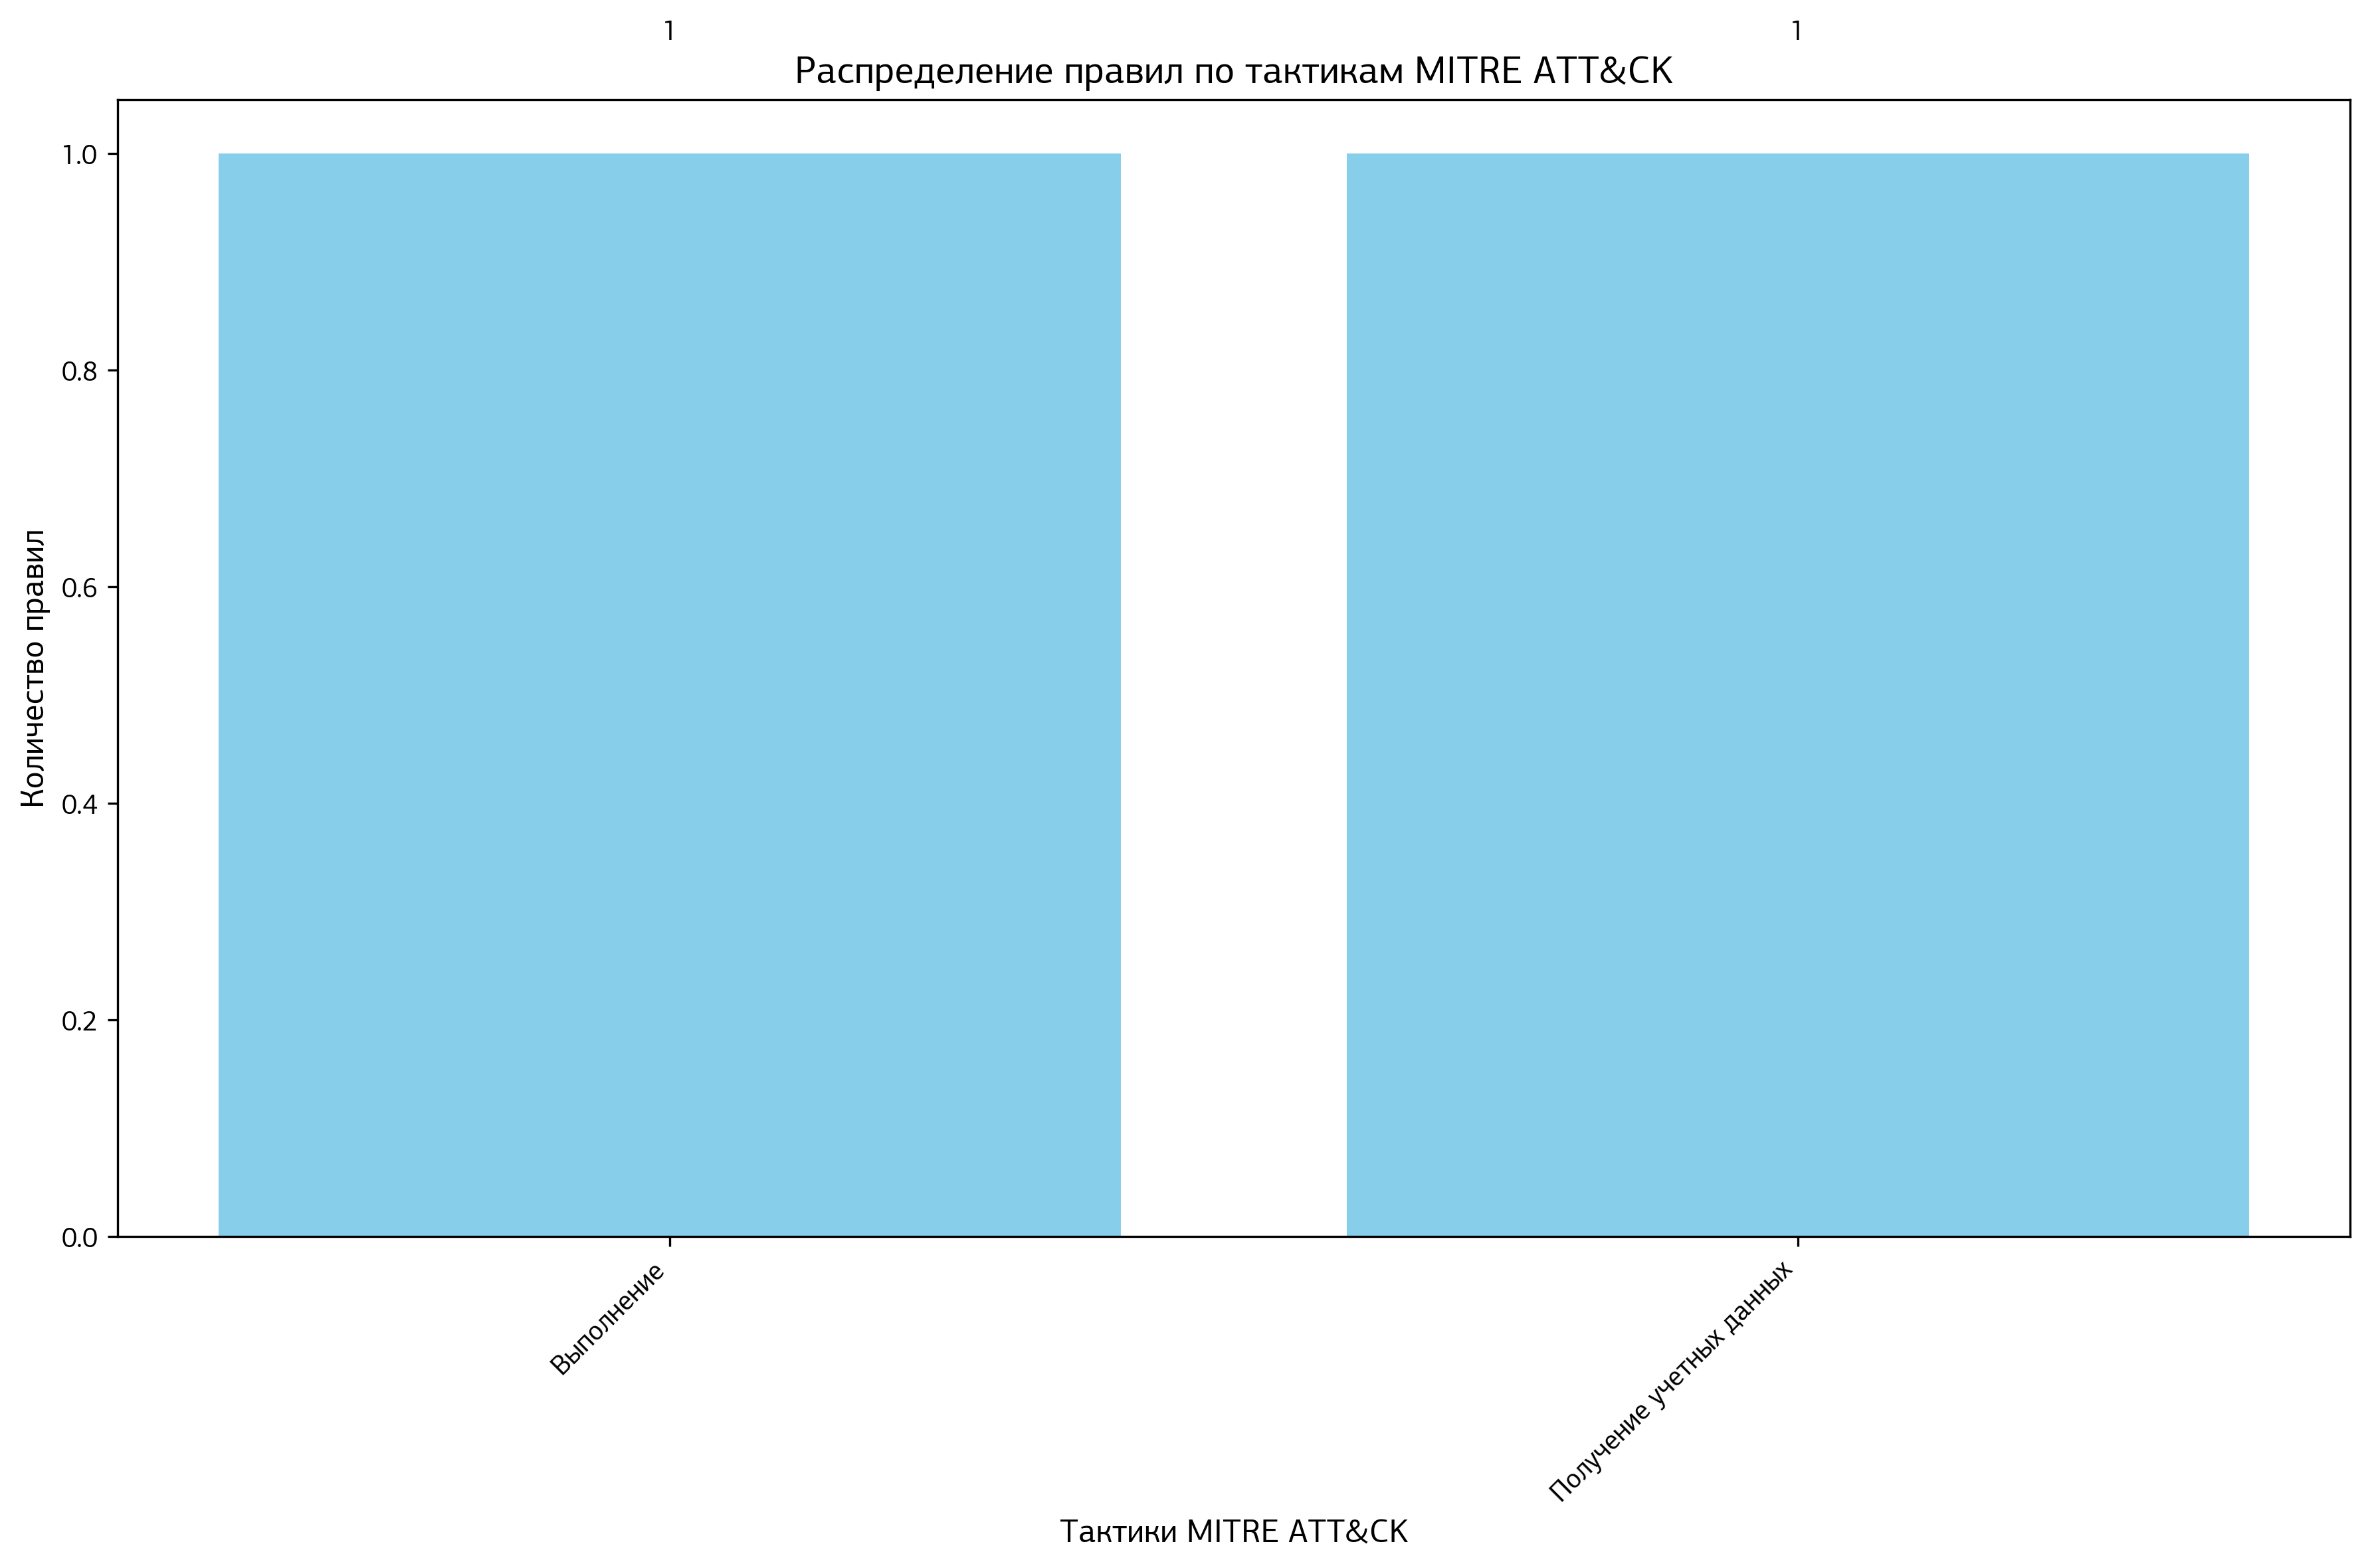 1
1
Распределение правил по тактикам MITRE ATT&CK
Количество правил
1.0
0.8
0.6
0.4
0.2
0.0
Выполнение
Получение учетных данных
Тактики MITRE ATT&CK